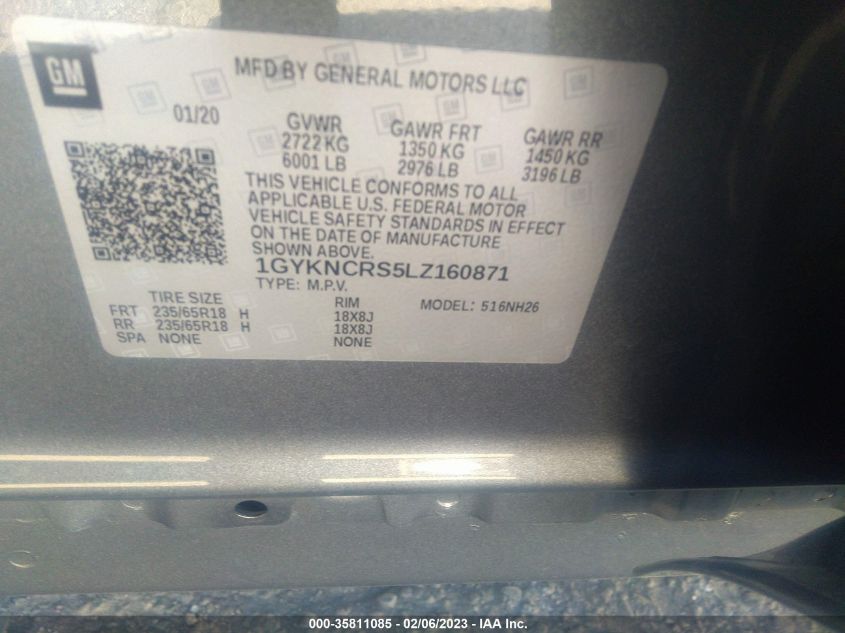 GM
MFD BY GENERAL MOTORS LLC
01/20
GVWR
2722 KG
6001 LB
GAWR FRT
1350 KG
2976 LB
GAWR RR
1450 KG
3196 LB
THIS VEHICLE CONFORMS TO ALL
APPLICABLE U.S. FEDERAL MOTOR
VEHICLE SAFETY STANDARDS IN EFFECT
ON THE DATE OF MANUFACTURE
SHOWN ABOVE.
1GYKNCRS5LZ160871
TYPE: M.P.V.
MODEL: 516NH26
TIRE SIZE RIM
FRT 235/65R18 H 18X8J
RR 235/65R18 H 18X8J
SPA NONE NONE
000-35811085 - 02/06/2023 - IAA Inc.